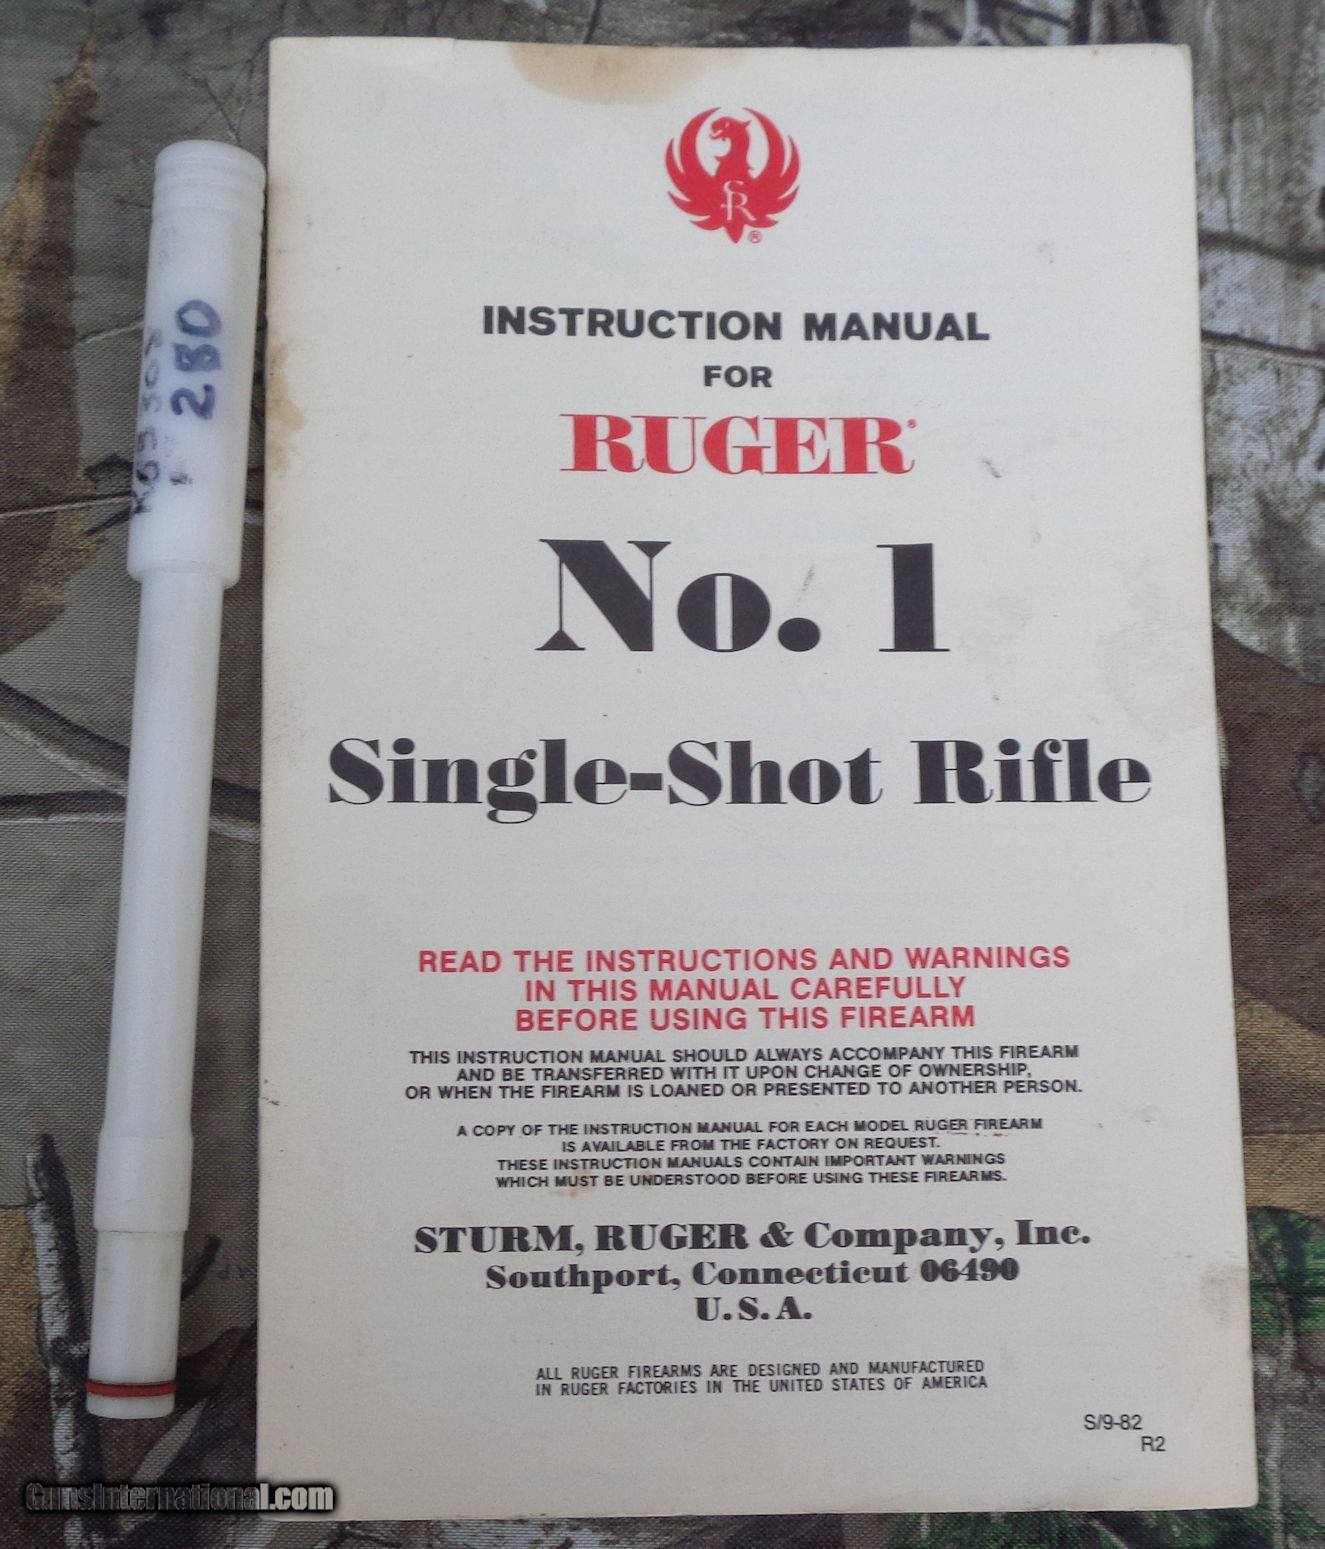 280
R
®
INSTRUCTION MANUAL
FOR
RUGER®
No. 1
Single-Shot Rifle
READ THE INSTRUCTIONS AND WARNINGS
IN THIS MANUAL CAREFULLY
BEFORE USING THIS FIREARM
THIS INSTRUCTION MANUAL SHOULD ALWAYS ACCOMPANY THIS FIREARM
AND BE TRANSFERRED WITH IT UPON CHANGE OF OWNERSHIP,
OR WHEN THE FIREARM IS LOANED OR PRESENTED TO ANOTHER PERSON.
A COPY OF THE INSTRUCTION MANUAL FOR EACH MODEL RUGER FIREARM
IS AVAILABLE FROM THE FACTORY ON REQUEST.
THESE INSTRUCTION MANUALS CONTAIN IMPORTANT WARNINGS
WHICH MUST BE UNDERSTOOD BEFORE USING THESE FIREARMS.
STURM, RUGER & Company, Inc.
Southport, Connecticut 06490
U.S.A.
ALL RUGER FIREARMS ARE DESIGNED AND MANUFACTURED
IN RUGER FACTORIES IN THE UNITED STATES OF AMERICA
S/9-82
R2
GunsInternational.com